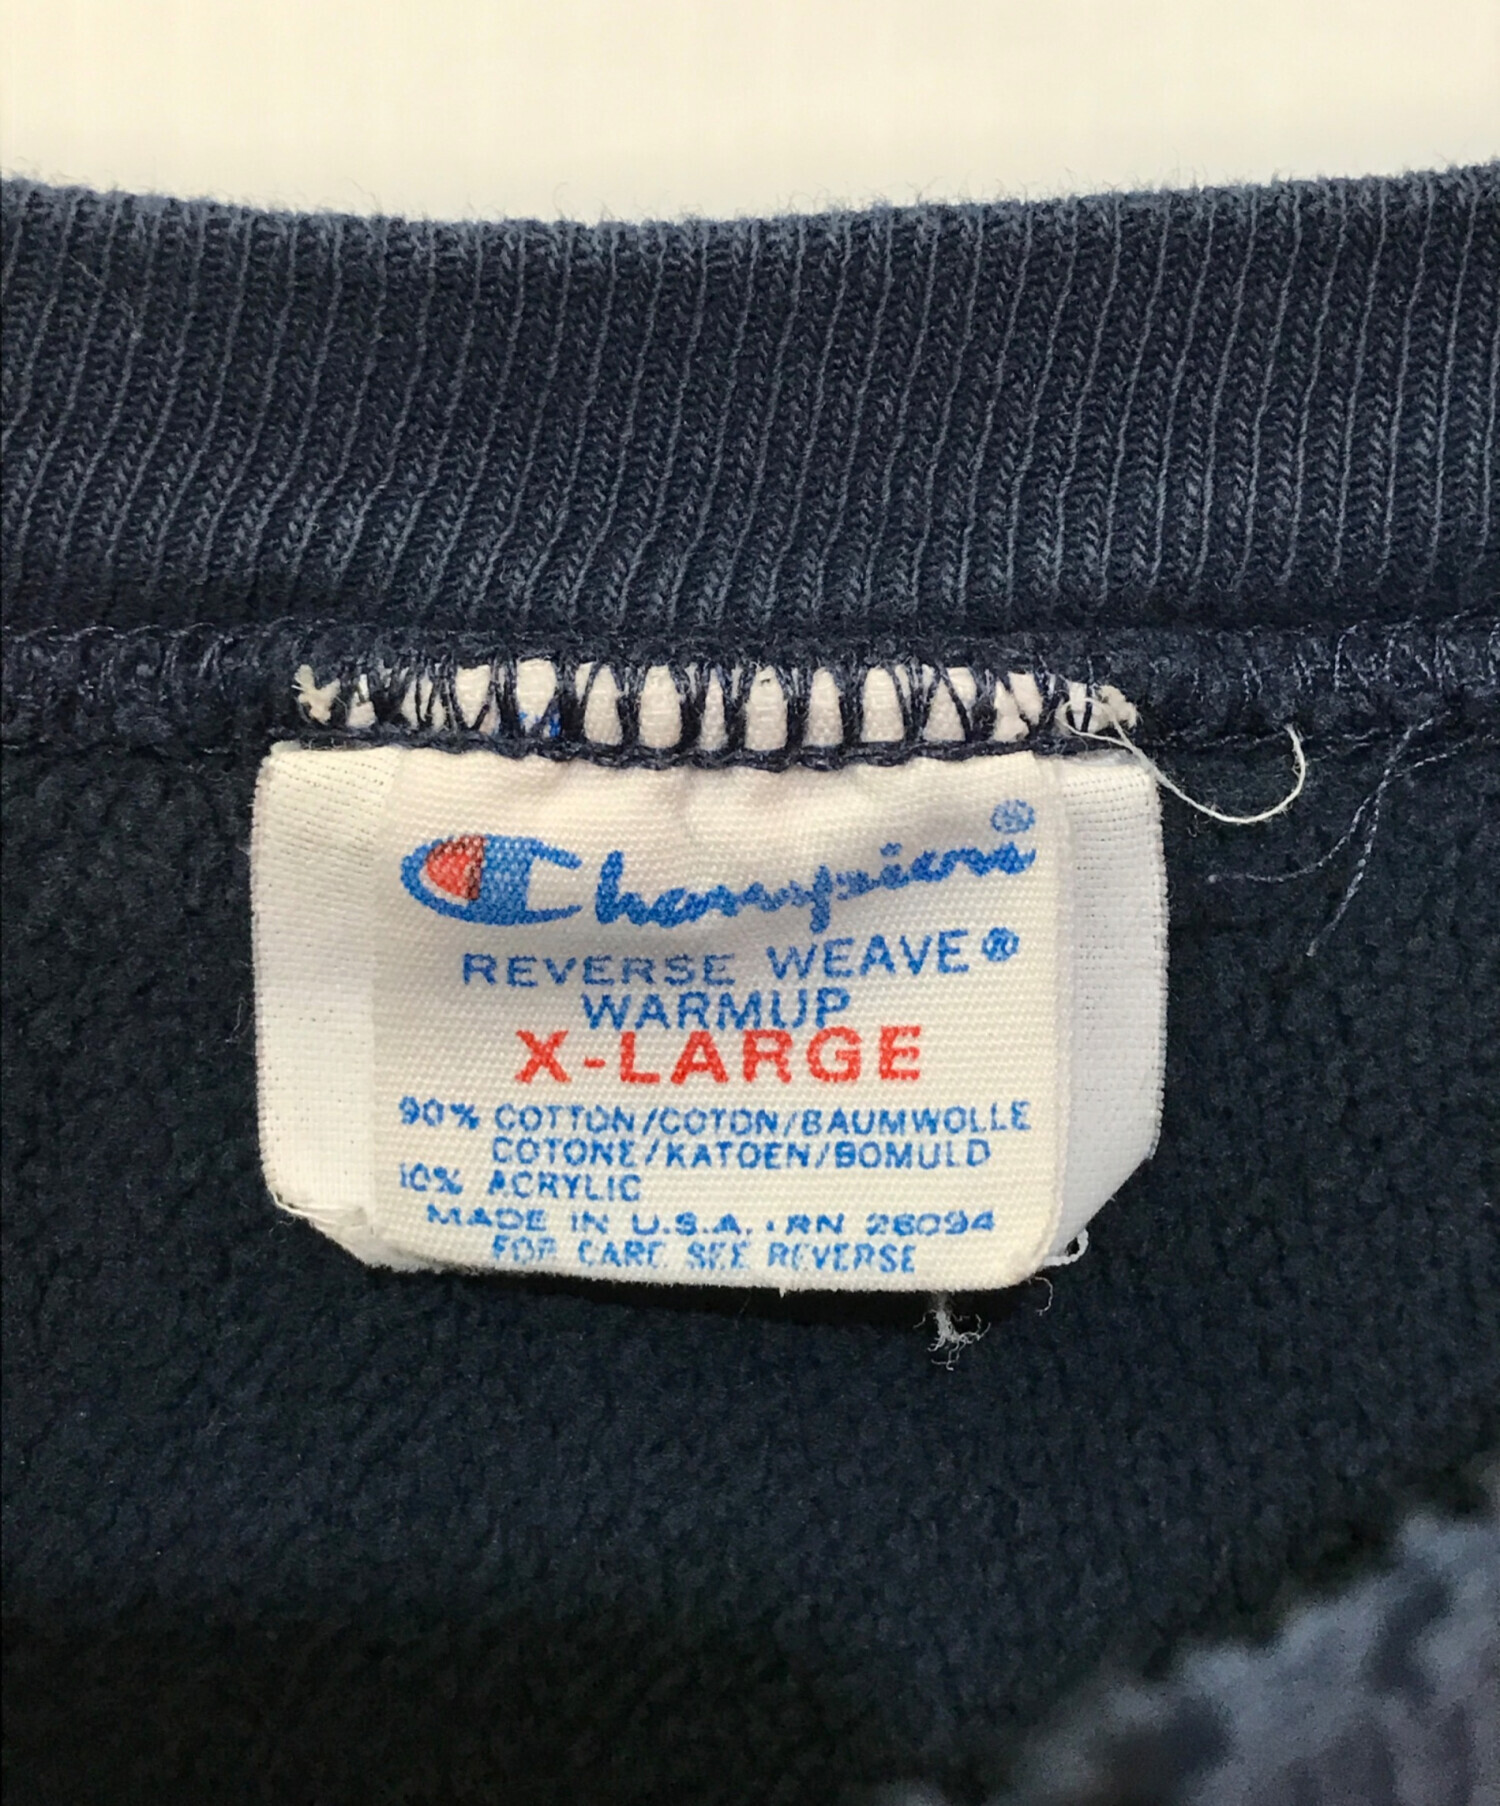 Champion®
REVERSE WEAVE®
WARMUP
X-LARGE
90% COTTON/COTON/BAUMWOLLE
COTONE/KATOEN/BOMULD
10% ACRYLIC
MADE IN U.S.A. · RN 26094
FOR CARE SEE REVERSE